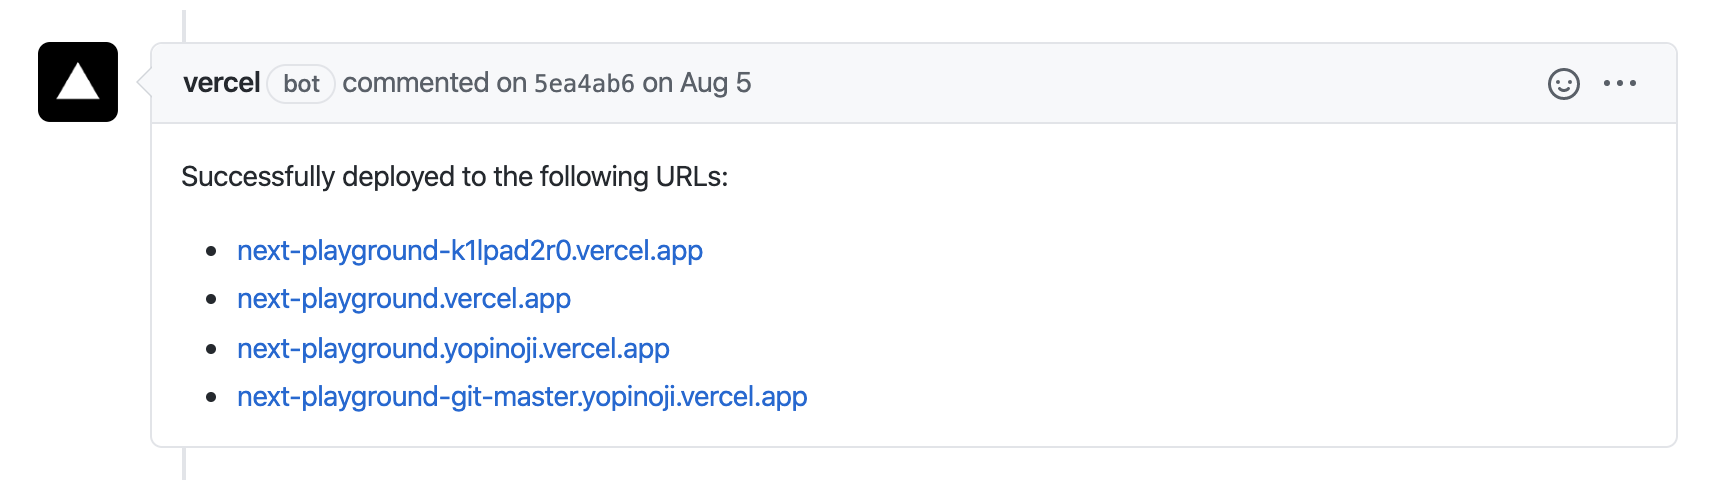 vercel bot commented on 5ea4ab6 on Aug 5
Successfully deployed to the following URLs:
next-playground-k1lpad2r0.vercel.app
next-playground.vercel.app
next-playground.yopinoji.vercel.app
next-playground-git-master.yopinoji.vercel.app